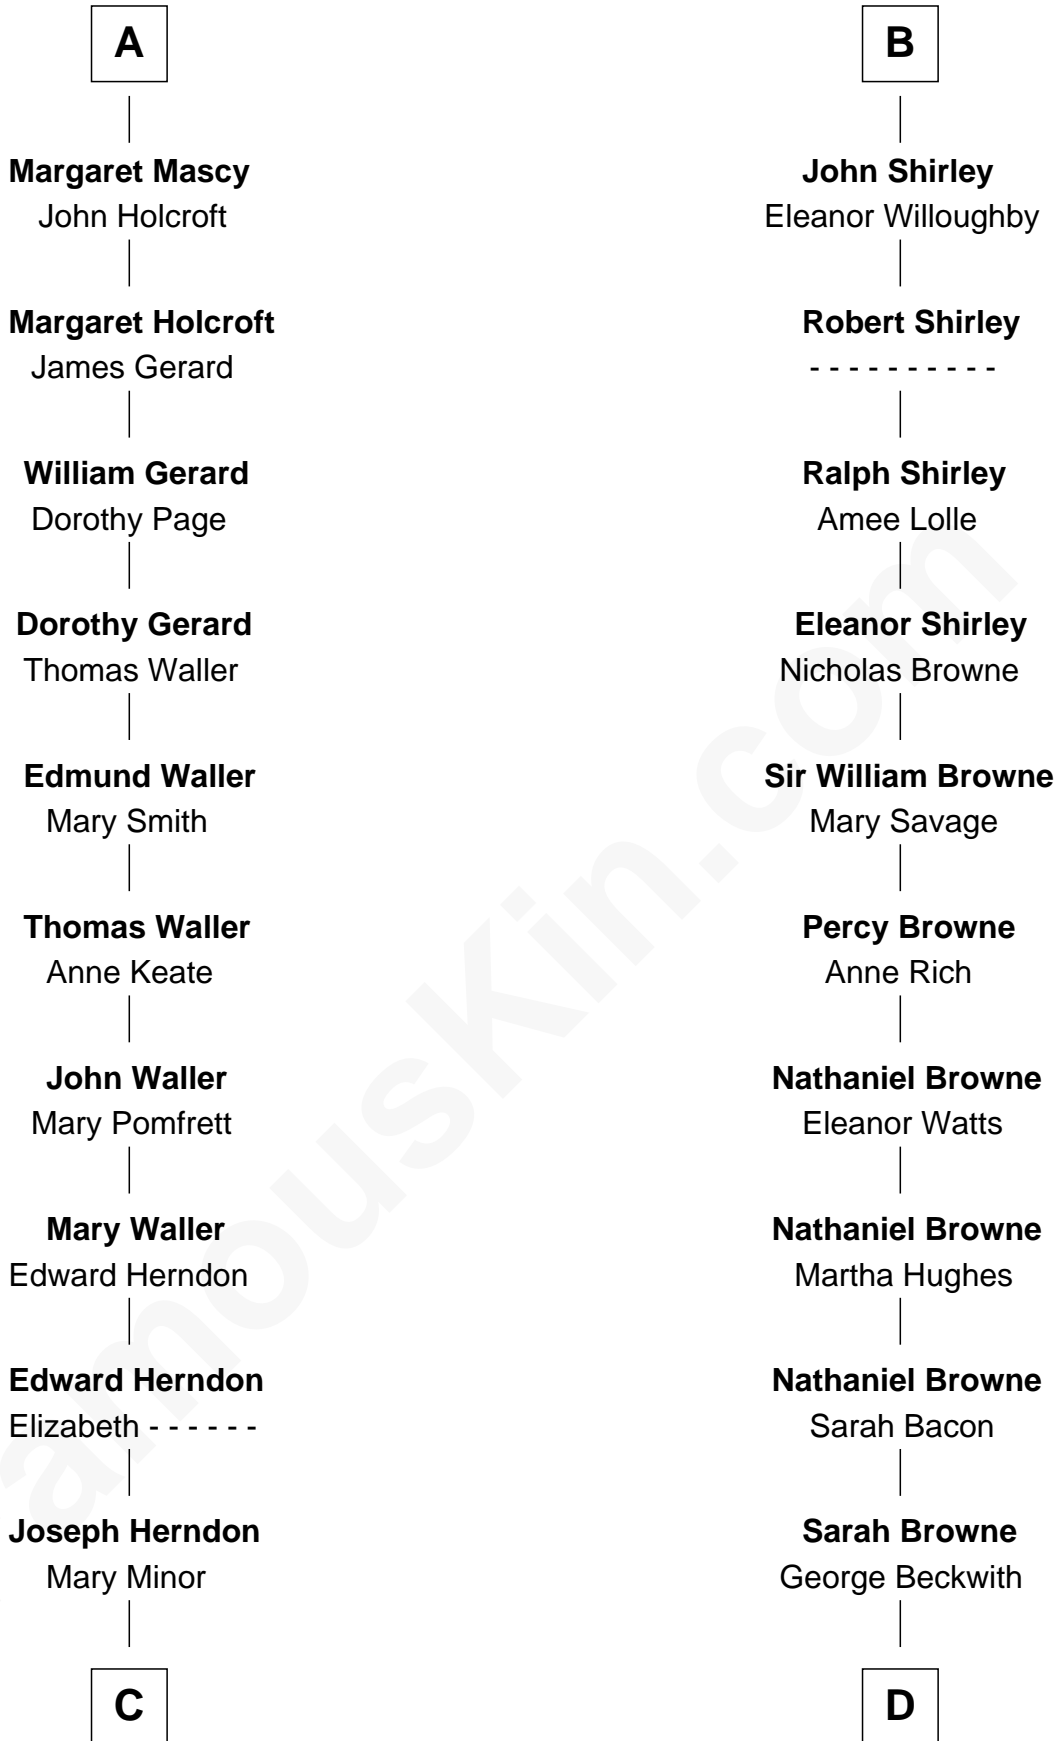 A
Margaret Mascy
John Holcroft
Margaret Holcroft
James Gerard
William Gerard
Dorothy Page
Dorothy Gerard
Thomas Waller
Edmund Waller
Mary Smith
Thomas Waller
Anne Keate
John Waller
Mary Pomfrett
Mary Waller
Edward Herndon
Edward Herndon
Elizabeth - - - - - -
Joseph Herndon
Mary Minor
C
B
John Shirley
Eleanor Willoughby
Robert Shirley
- - - - - - - - - -
Ralph Shirley
Amee Lolle
Eleanor Shirley
Nicholas Browne
Sir William Browne
Mary Savage
Percy Browne
Anne Rich
Nathaniel Browne
Eleanor Watts
Nathaniel Browne
Martha Hughes
Nathaniel Browne
Sarah Bacon
Sarah Browne
George Beckwith
D
amousKin.com